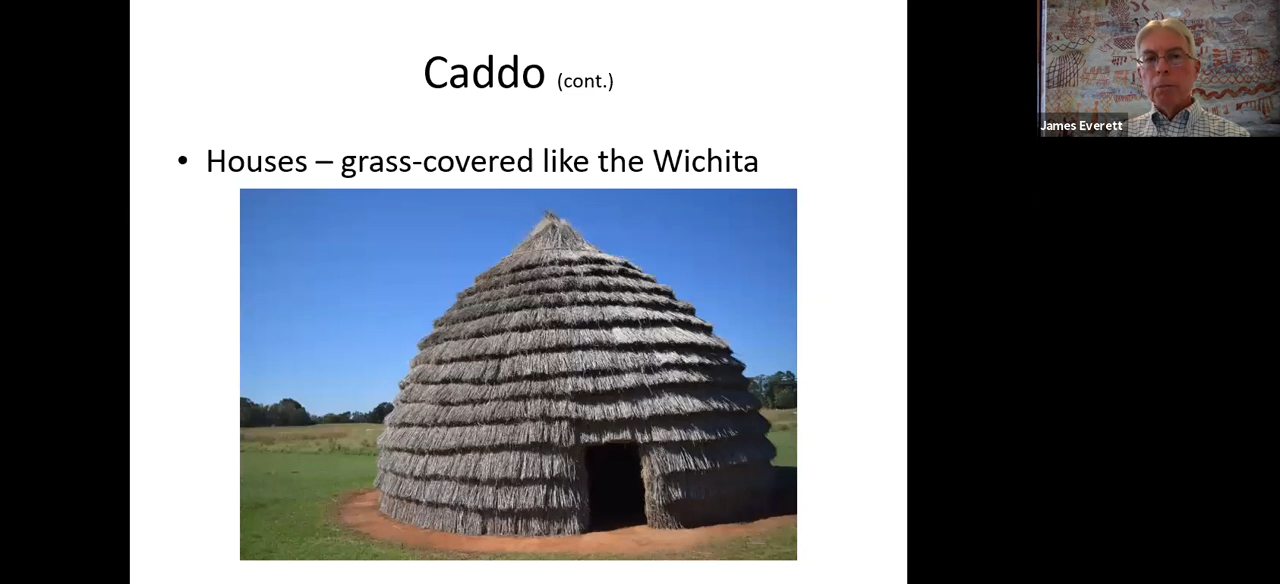 Caddo (cont.)
• Houses – grass-covered like the Wichita
James Everett